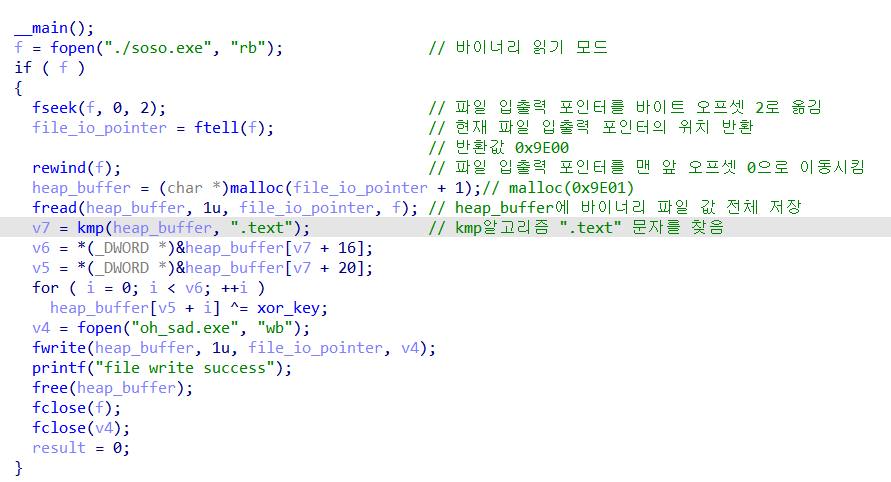 __main();
f = fopen("./soso.exe", "rb"); // 바이너리 읽기 모드
if ( f )
{
fseek(f, 0, 2); // 파일 입출력 포인터를 바이트 오프셋 2로 옮김
file_io_pointer = ftell(f); // 현재 파일 입출력 포인터의 위치 반환
// 반환값 0x9E00
rewind(f); // 파일 입출력 포인터를 맨 앞 오프셋 0으로 이동시킴
heap_buffer = (char *)malloc(file_io_pointer + 1);// malloc(0x9E01)
fread(heap_buffer, 1u, file_io_pointer, f); // heap_buffer에 바이너리 파일 값 전체 저장
v7 = kmp(heap_buffer, ".text"); // kmp알고리즘 ".text" 문자를 찾음
v6 = *(_DWORD *)&heap_buffer[v7 + 16];
v5 = *(_DWORD *)&heap_buffer[v7 + 20];
for ( i = 0; i < v6; ++i )
heap_buffer[v5 + i] ^= xor_key;
v4 = fopen("oh_sad.exe", "wb");
fwrite(heap_buffer, 1u, file_io_pointer, v4);
printf("file write success");
free(heap_buffer);
fclose(f);
fclose(v4);
result = 0;
}